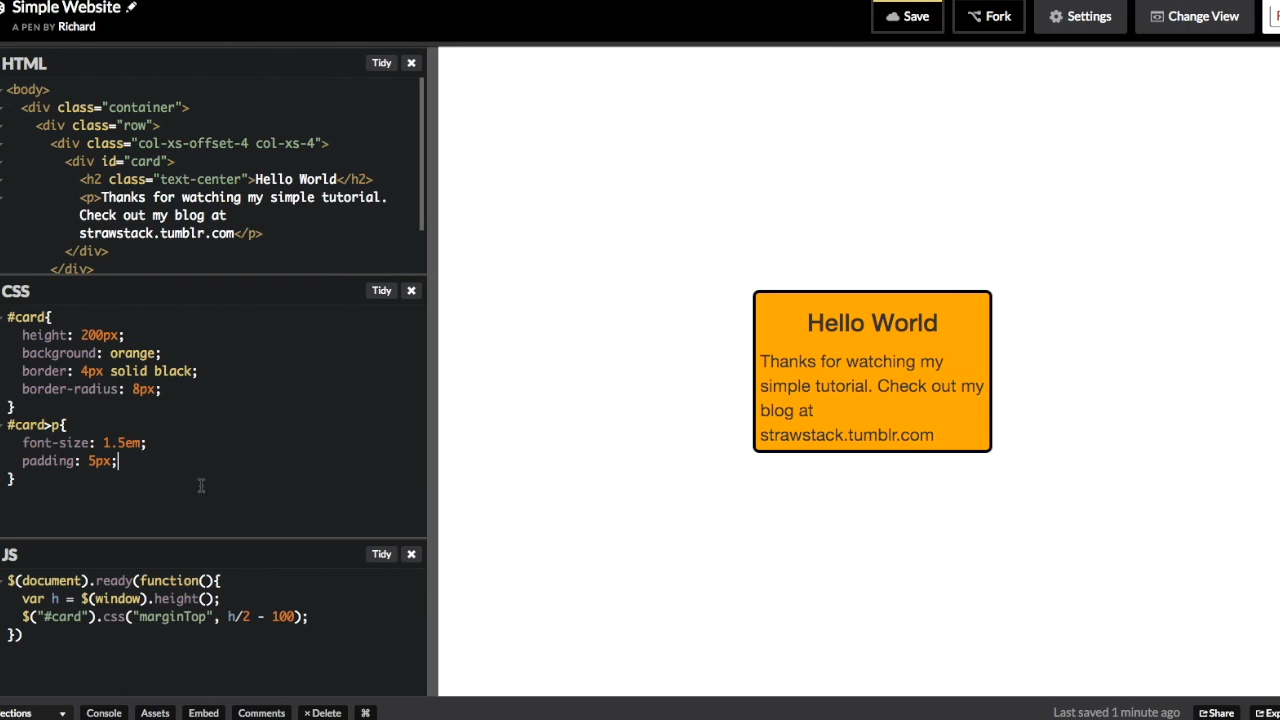 Simple Website
A PEN BY Richard
Save
Fork
Settings
Change View
HTML
Tidy
<body>
<div class="container">
<div class="row">
<div class="col-xs-offset-4 col-xs-4">
<div id="card">
<h2 class="text-center">Hello World</h2>
<p>Thanks for watching my simple tutorial.
Check out my blog at
strawstack.tumblr.com</p>
</div>
</div>
CSS
Tidy
#card{
height: 200px;
background: orange;
border: 4px solid black;
border-radius: 8px;
}
#card>p{
font-size: 1.5em;
padding: 5px;
}
JS
Tidy
$(document).ready(function(){
var h = $(window).height();
$("#card").css("marginTop", h/2 - 100);
})
Hello World
Thanks for watching my
simple tutorial. Check out my
blog at
strawstack.tumblr.com
Console
Assets
Embed
Comments
× Delete
⌘
Last saved 1 minute ago
Share